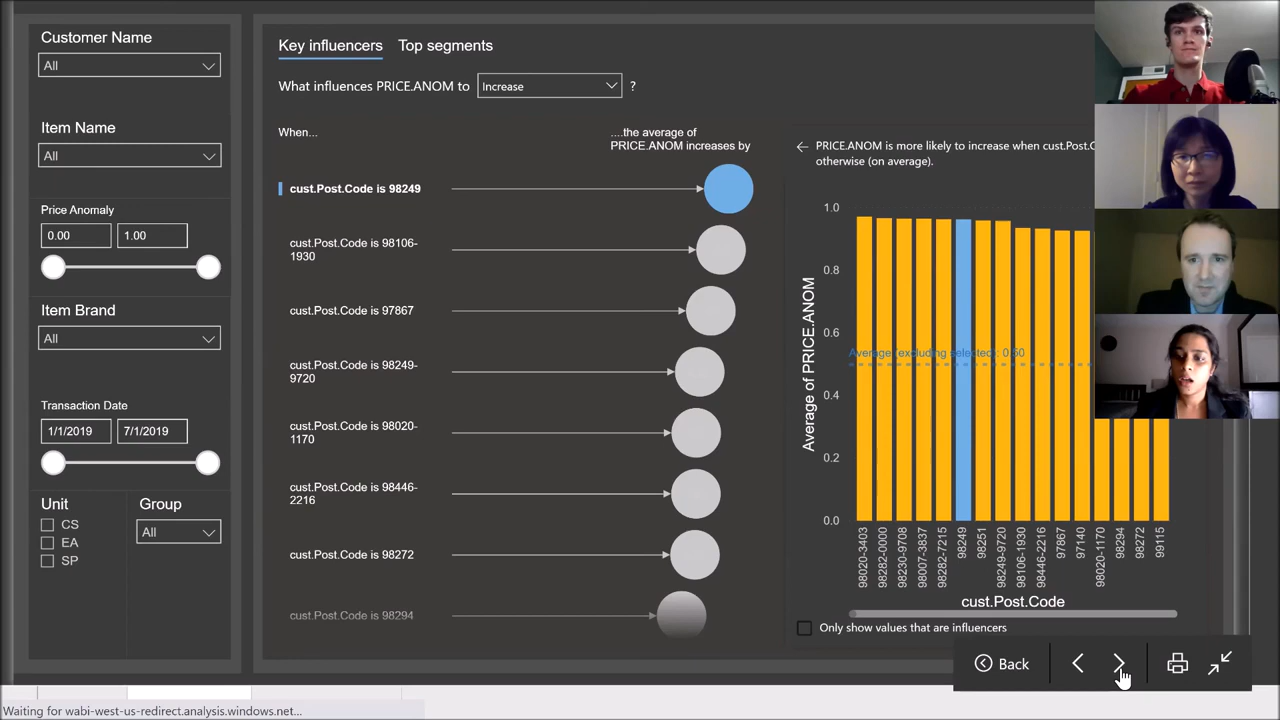 Customer Name
All
Item Name
All
Price Anomaly
0.00 1.00
Item Brand
All
Transaction Date
1/1/2019 7/1/2019
Unit
CS
EA
SP
Group
All
Key influencers Top segments
What influences PRICE.ANOM to Increase ?
When...
....the average of
PRICE.ANOM increases by
cust.Post.Code is 98249
cust.Post.Code is 98106-
1930
cust.Post.Code is 97867
cust.Post.Code is 98249-
9720
cust.Post.Code is 98020-
1170
cust.Post.Code is 98446-
2216
cust.Post.Code is 98272
cust.Post.Code is 98294
PRICE.ANOM is more likely to increase when cust.Post.C
otherwise (on average).
Average of PRICE.ANOM
1.0
0.8
0.6
0.4
0.2
0.0
Average (excluding selected): 0.50
98020-3403
98282-0000
98230-9708
98007-3837
98282-7215
98249
98251
98249-9720
98106-1930
98446-2216
97867
97140
98020-1170
98294
98272
99115
cust.Post.Code
Only show values that are influencers
Back
Waiting for wabi-west-us-redirect.analysis.windows.net...